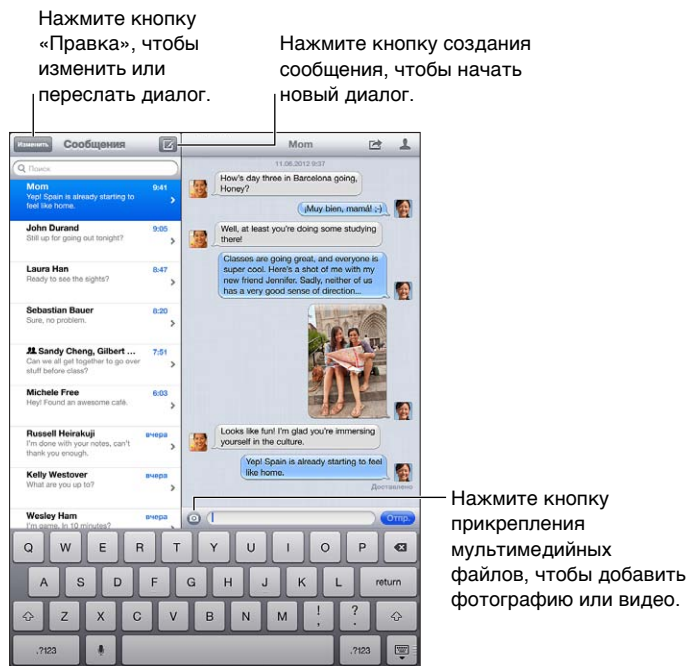 Нажмите кнопку
«Правка», чтобы
изменить или
переслать диалог.
Нажмите кнопку создания
сообщения, чтобы начать
новый диалог.
Изменить
Сообщения
Поиск
Mom 9:41
Yep! Spain is already starting to
feel like home.
John Durand 9:05
Still up for going out tonight?
Laura Han 8:47
Ready to see the sights?
Sebastian Bauer 8:20
Sure, no problem.
Sandy Cheng, Gilbert ... 7:51
Can we all get together to go over
stuff before class?
Michele Free 6:03
Hey! Found an awesome café.
Russell Heirakuji вчера
I'm done with your notes, can't
thank you enough.
Kelly Westover вчера
What are you up to?
Wesley Ham вчера
I'm game. In 10 minutes?
Mom
11.06.2012 9:37
How's day three in Barcelona going,
Honey?
¡Muy bien, mamá! ;-)
Well, at least you're doing some studying
there!
Classes are going great, and everyone is
super cool. Here's a shot of me with my
new friend Jennifer. Sadly, neither of us
has a very good sense of direction...
Looks like fun! I'm glad you're immersing
yourself in the culture.
Yep! Spain is already starting to feel
like home.
Доставлено
Отпр.
Нажмите кнопку
прикрепления
мультимедийных
файлов, чтобы добавить
фотографию или видео.
Q W E R T Y U I O P
A S D F G H J K L return
Z X C V B N M ! , ? .
.?123 .?123